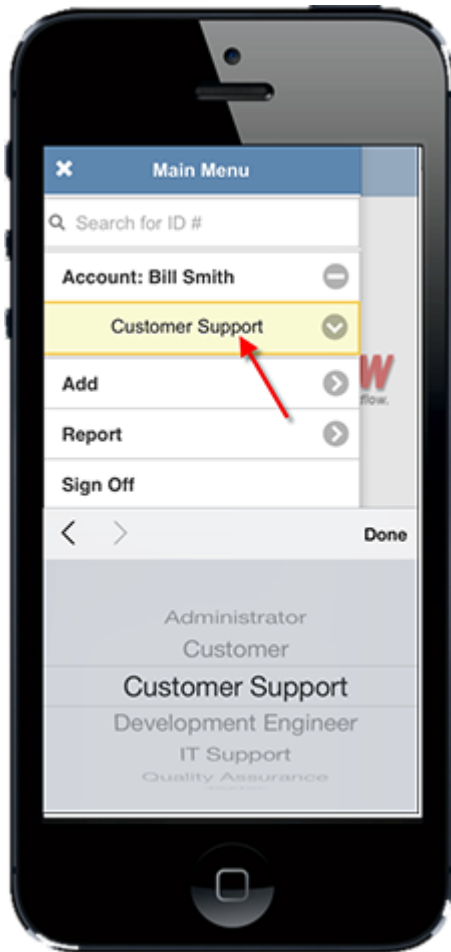 Main Menu
Search for ID #
Account: Bill Smith
Customer Support
Add
W
flow.
Report
Sign Off
Done
Administrator
Customer
Customer Support
Development Engineer
IT Support
Quality Assurance